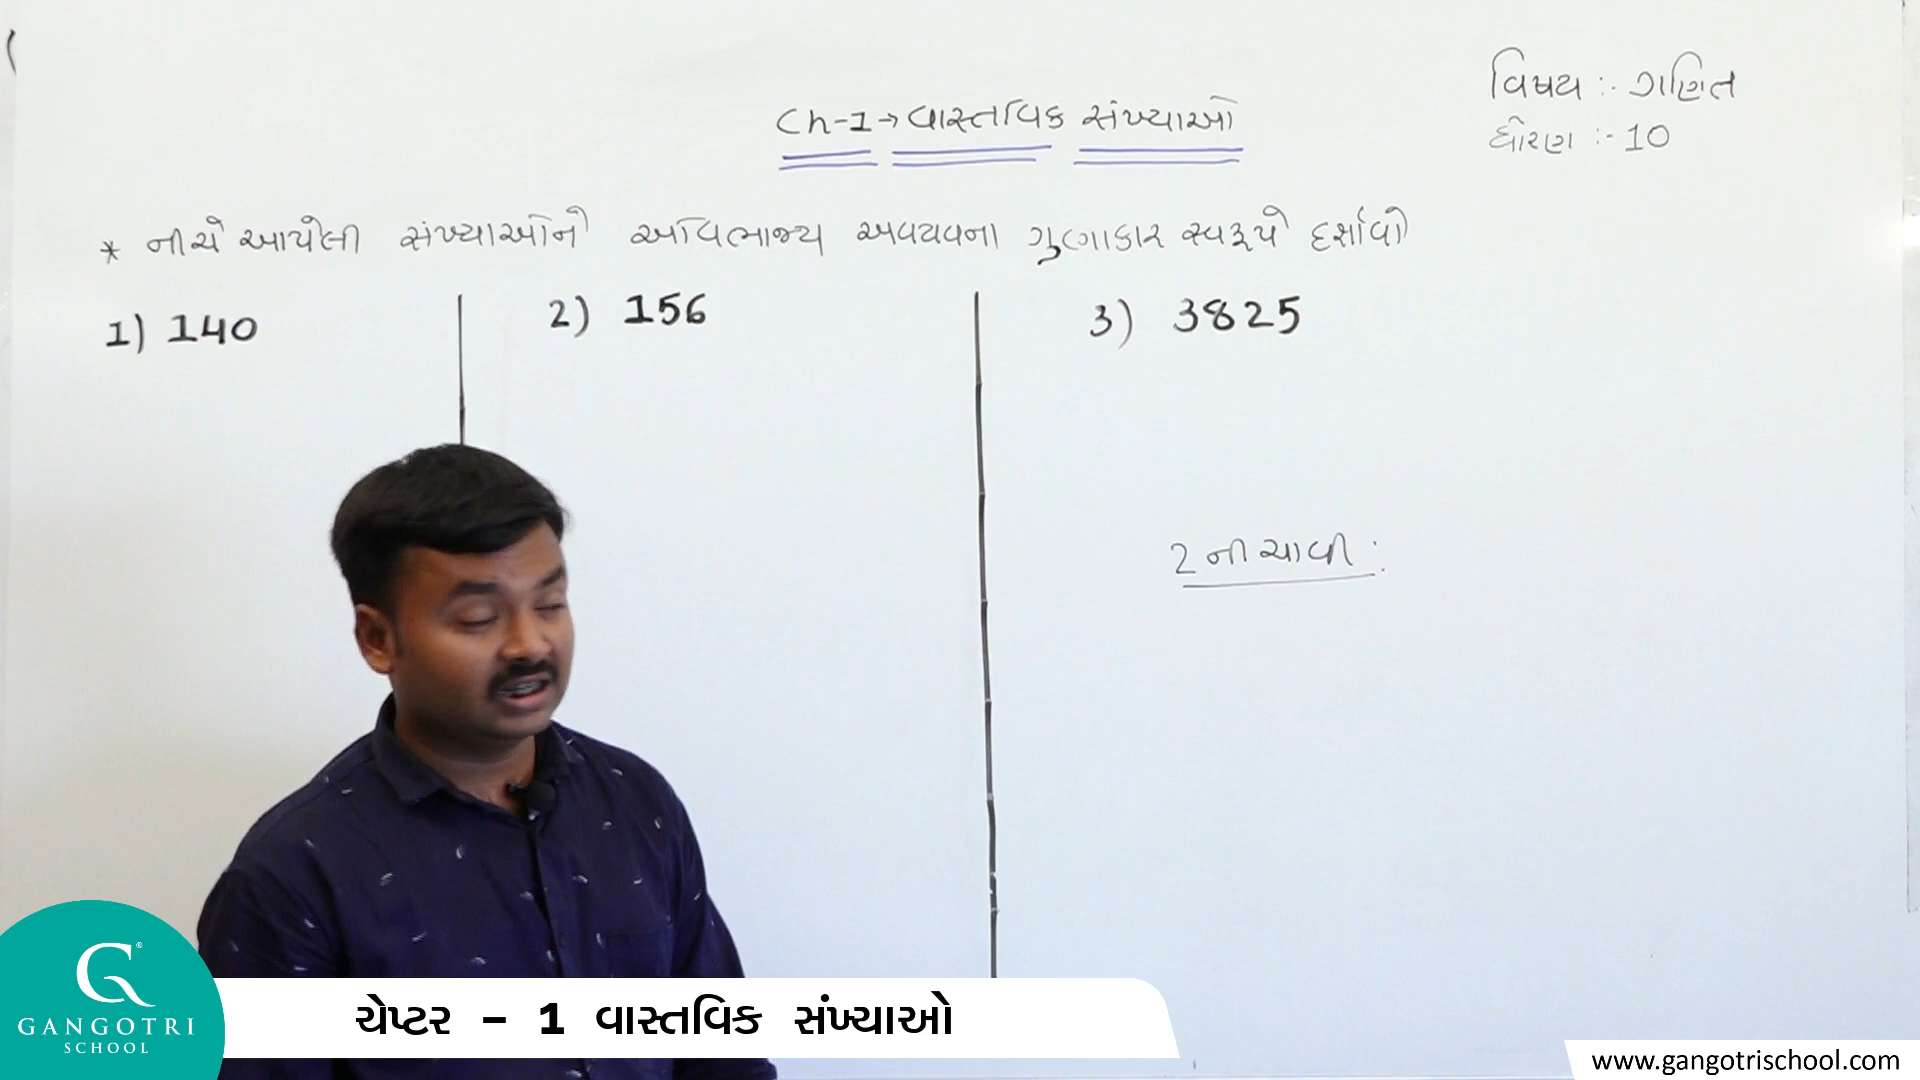 વિષય :- ગણિત
ધોરણ :- 10
Ch-1 → વાસ્તવિક સંખ્યાઓ
* નીચે આપેલી સંખ્યાઓને અવિભાજ્ય અવયવના ગુણાકાર સ્વરૂપે દર્શાવો
1) 140
2) 156
3) 3825
2 ની ચાવી :
G®
GANGOTRI
SCHOOL
ચેપ્ટર – 1 વાસ્તવિક સંખ્યાઓ
www.gangotrischool.com